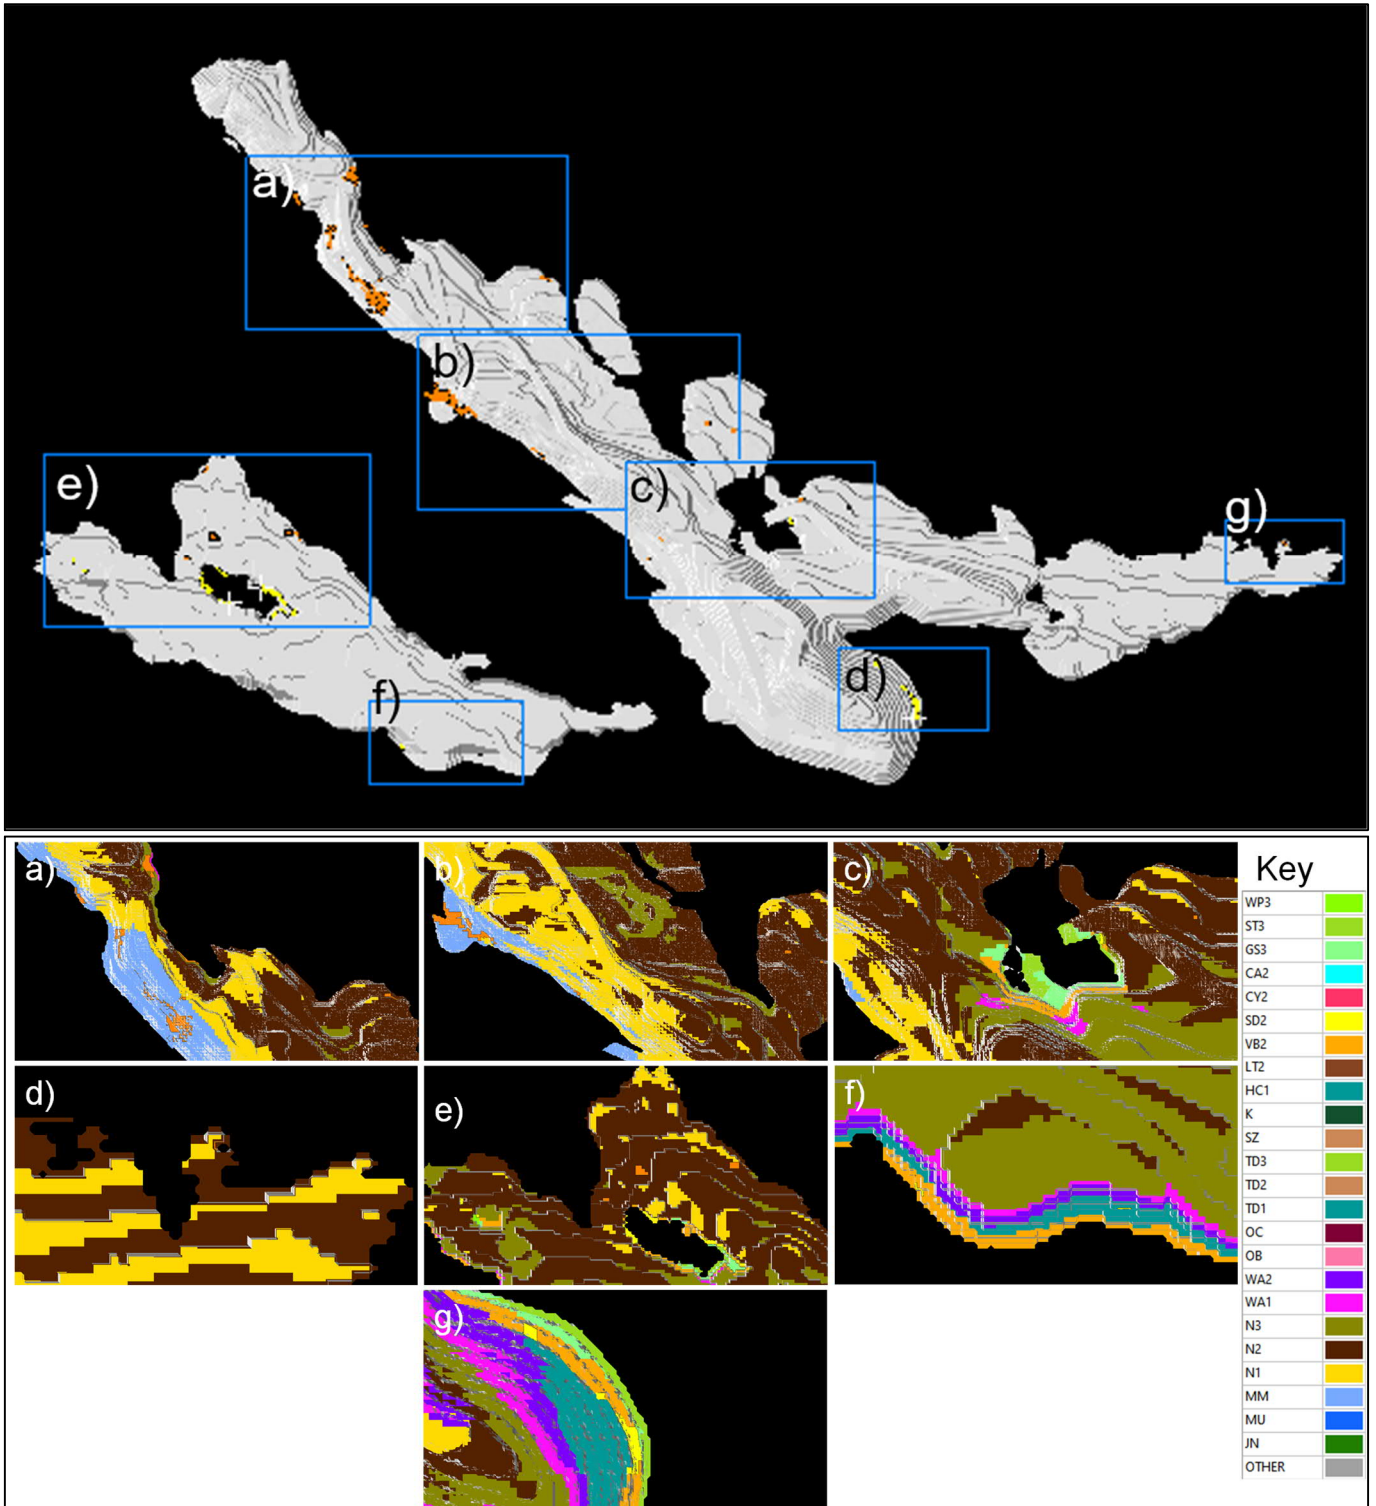 a)
b)
c)
g)
e)
d)
f)
a)
b)
c)
Key
WP3
ST3
GS3
CA2
CY2
SD2
VB2
LT2
HC1
K
SZ
TD3
TD2
TD1
OC
OB
WA2
WA1
N3
N2
N1
MM
MU
JN
OTHER
d)
e)
f)
g)